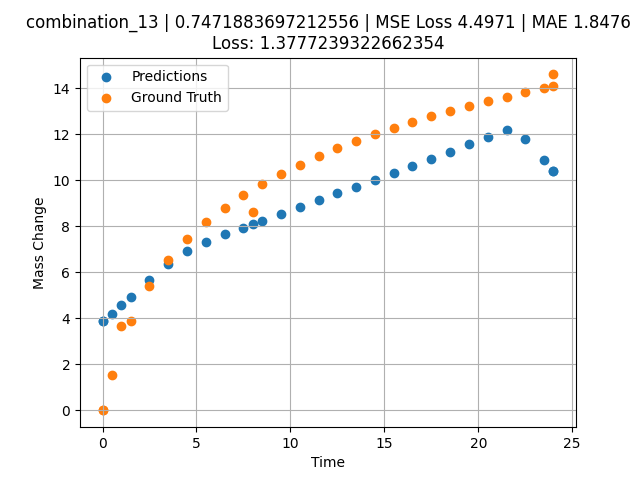 combination_13 | 0.7471883697212556 | MSE Loss 4.4971 | MAE 1.8476
Loss: 1.3777239322662354
Predictions
Ground Truth
14
12
10
8
6
4
2
0
Mass Change
0 5 10 15 20 25
Time